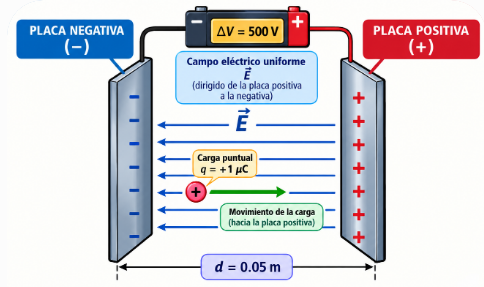 PLACA NEGATIVA
(−)
−
ΔV = 500 V
+
PLACA POSITIVA
(+)
Campo eléctrico uniforme
E⃗
(dirigido de la placa positiva
a la negativa)
E⃗
Carga puntual
q = +1 μC
+
Movimiento de la carga
(hacia la placa positiva)
−
−
−
−
−
−
−
+
+
+
+
+
+
+
d = 0.05 m